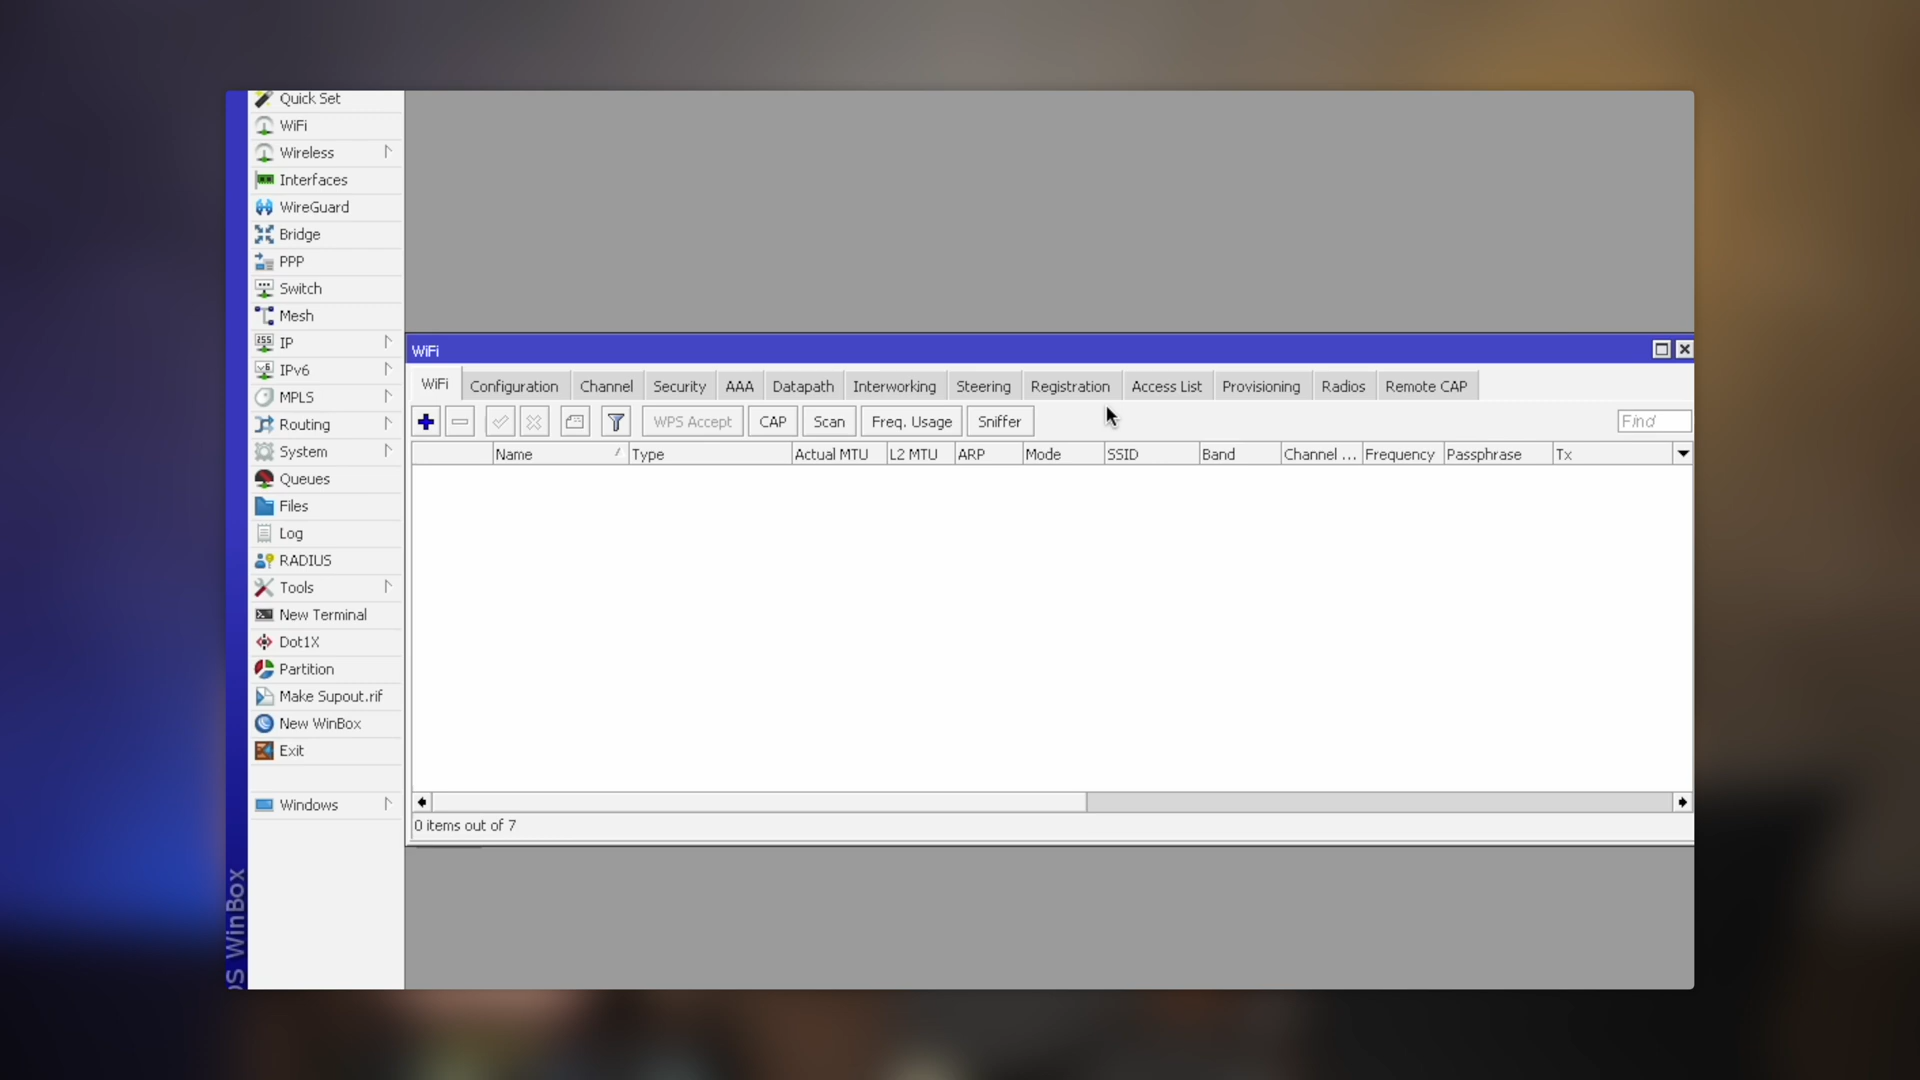 Quick Set
WiFi
Wireless
Interfaces
WireGuard
Bridge
PPP
Switch
Mesh
IP
IPv6
MPLS
Routing
System
Queues
Files
Log
RADIUS
Tools
New Terminal
Dot1X
Partition
Make Supout.rif
New WinBox
Exit
Windows
OS WinBox
WiFi
WiFi Configuration Channel Security AAA Datapath Interworking Steering Registration Access List Provisioning Radios Remote CAP
WPS Accept CAP Scan Freq. Usage Sniffer Find
Name Type Actual MTU L2 MTU ARP Mode SSID Band Channel ... Frequency Passphrase Tx
0 items out of 7